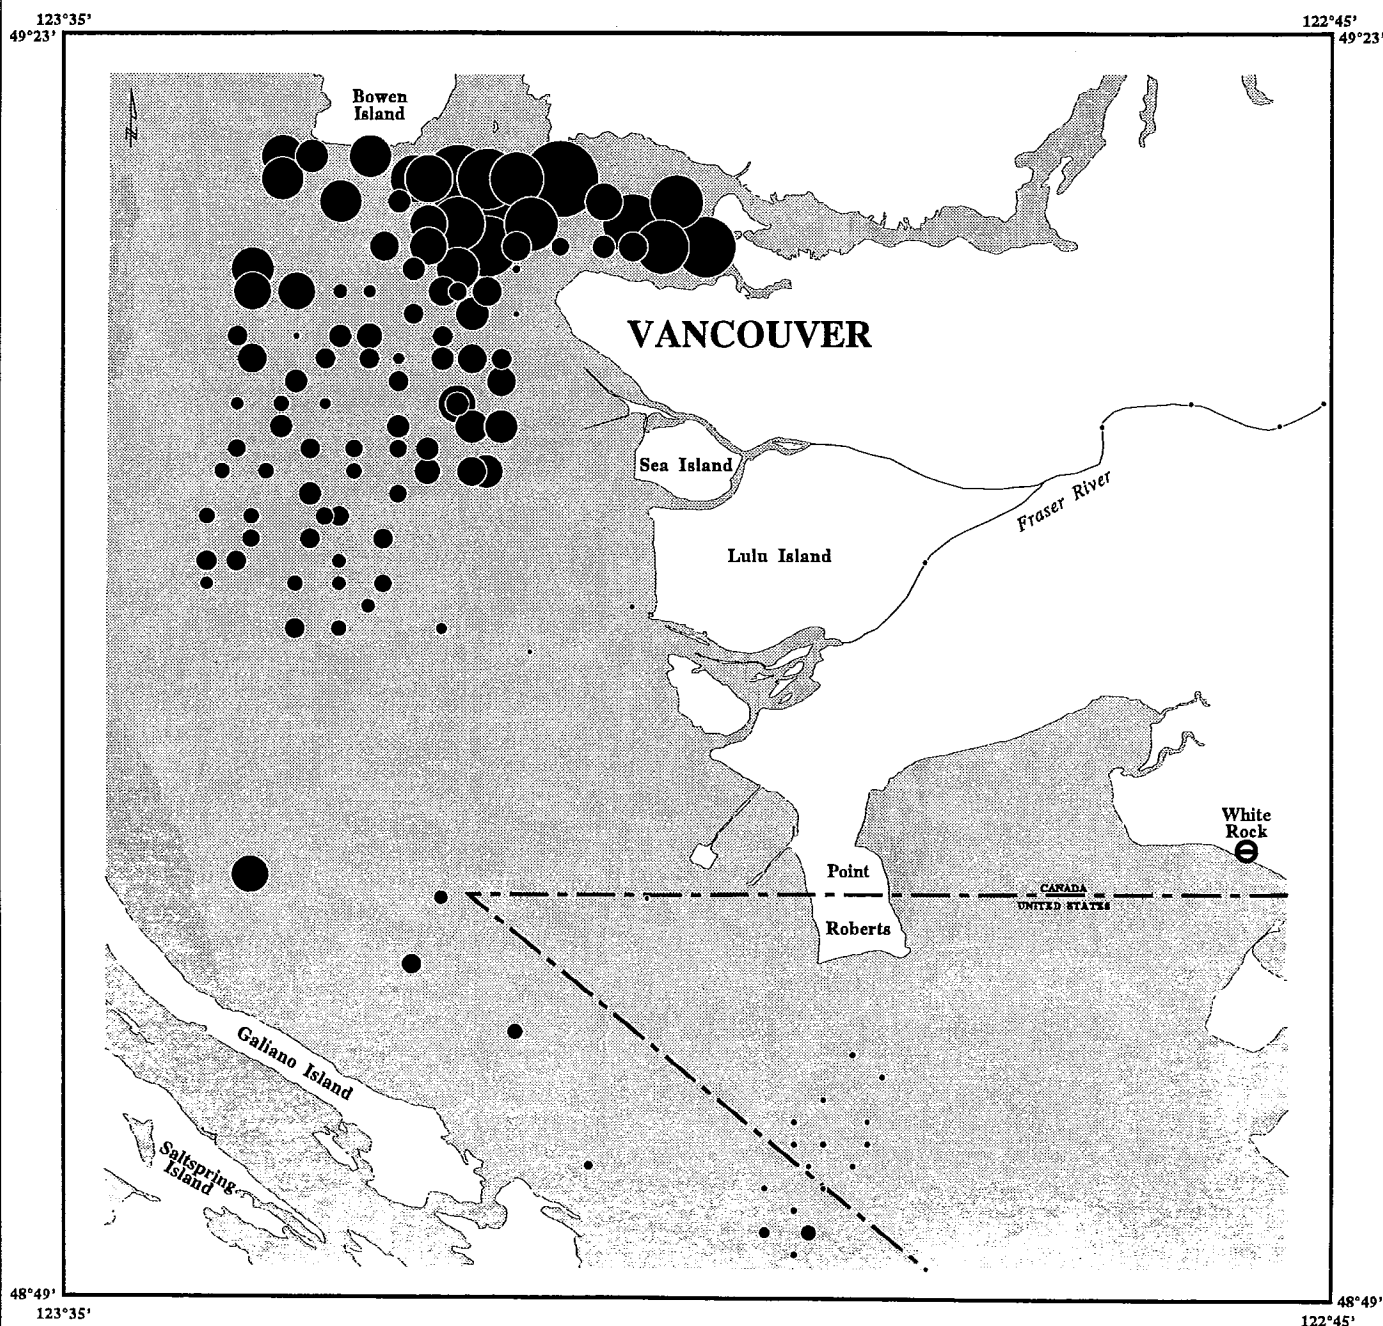 123°35'
122°45'
49°23'
49°23'
Bowen
Island
VANCOUVER
Sea Island
Fraser River
Lulu Island
White
Rock
Point
CANADA
UNITED STATES
Roberts
Galiano Island
Saltspring
Island
48°49'
48°49'
123°35'
122°45'